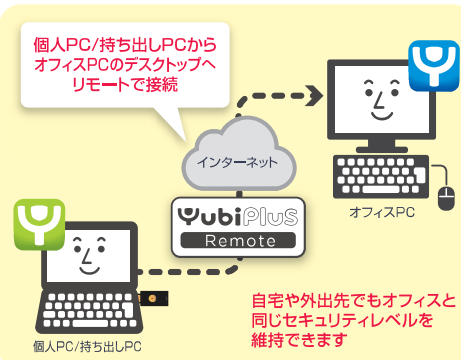 個人PC/持ち出しPCから
オフィスPCのデスクトップへ
リモートで接続
インターネット
YubiPlus
Remote
オフィスPC
個人PC/持ち出しPC
自宅や外出先でもオフィスと
同じセキュリティレベルを
維持できます